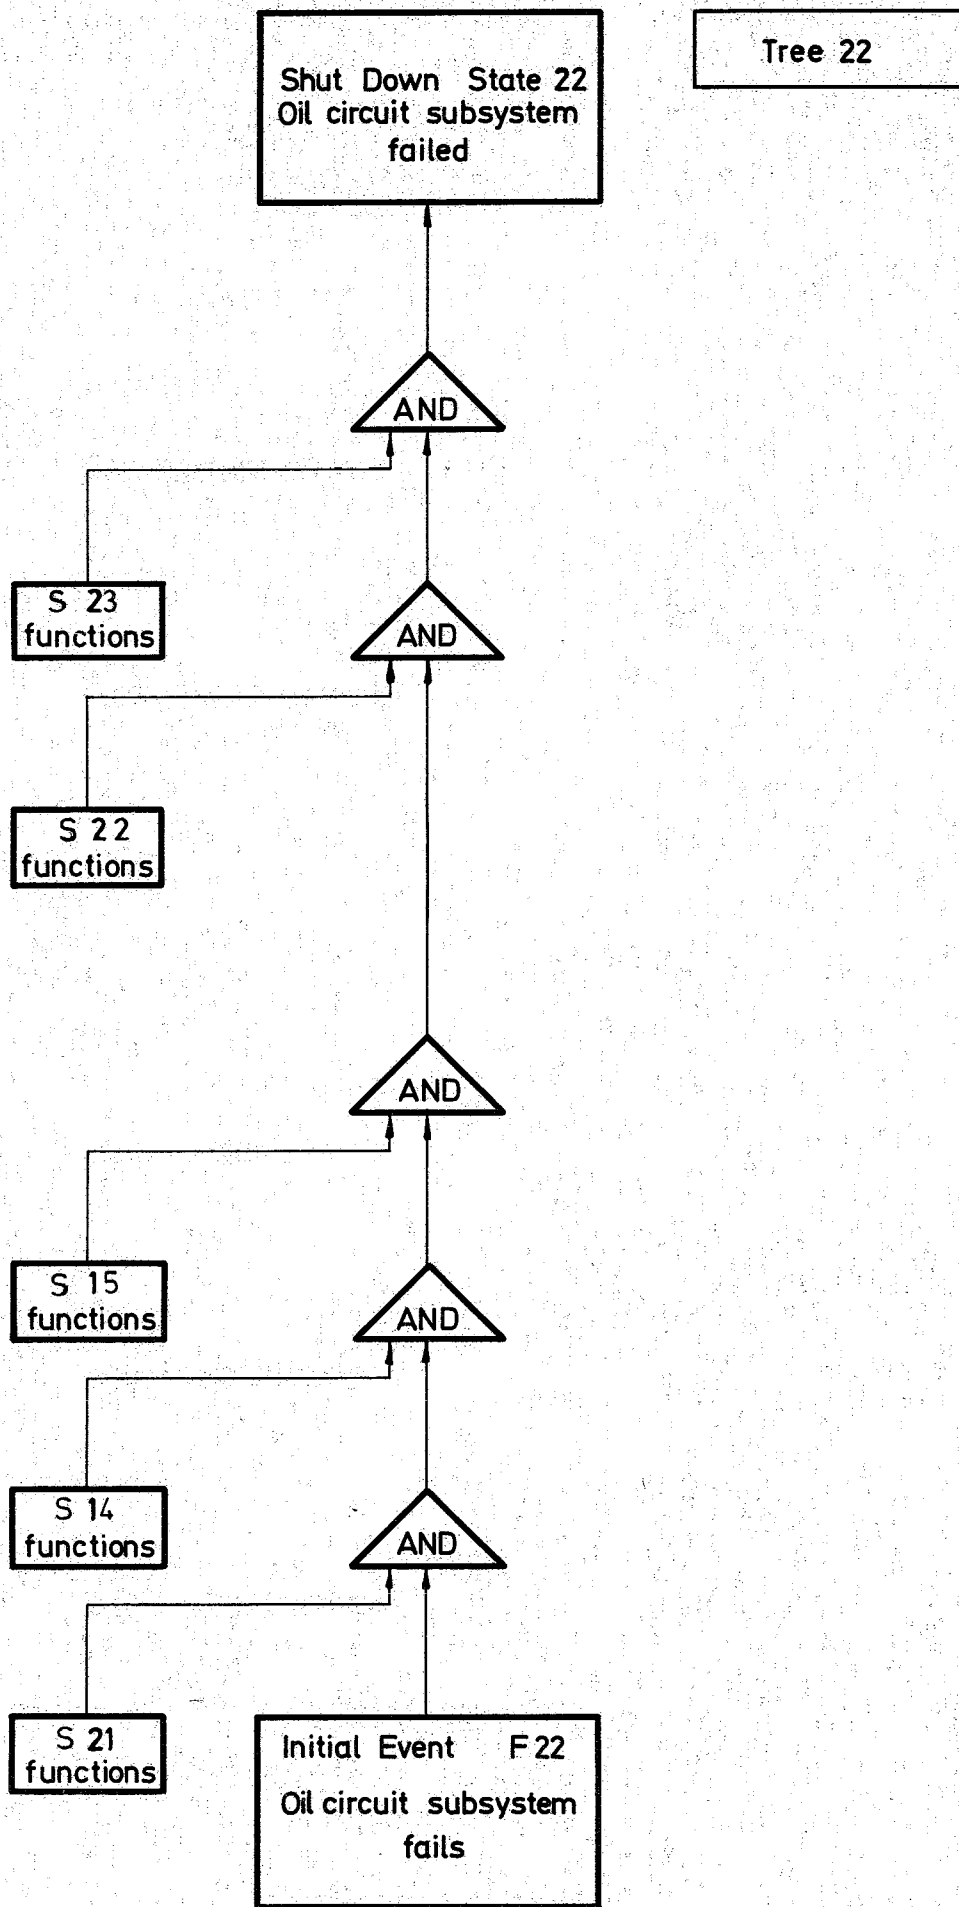 Shut Down State 22
Oil circuit subsystem
failed
Tree 22
AND
S 23
functions
AND
S 22
functions
AND
S 15
functions
AND
S 14
functions
AND
S 21
functions
Initial Event F 22
Oil circuit subsystem
fails